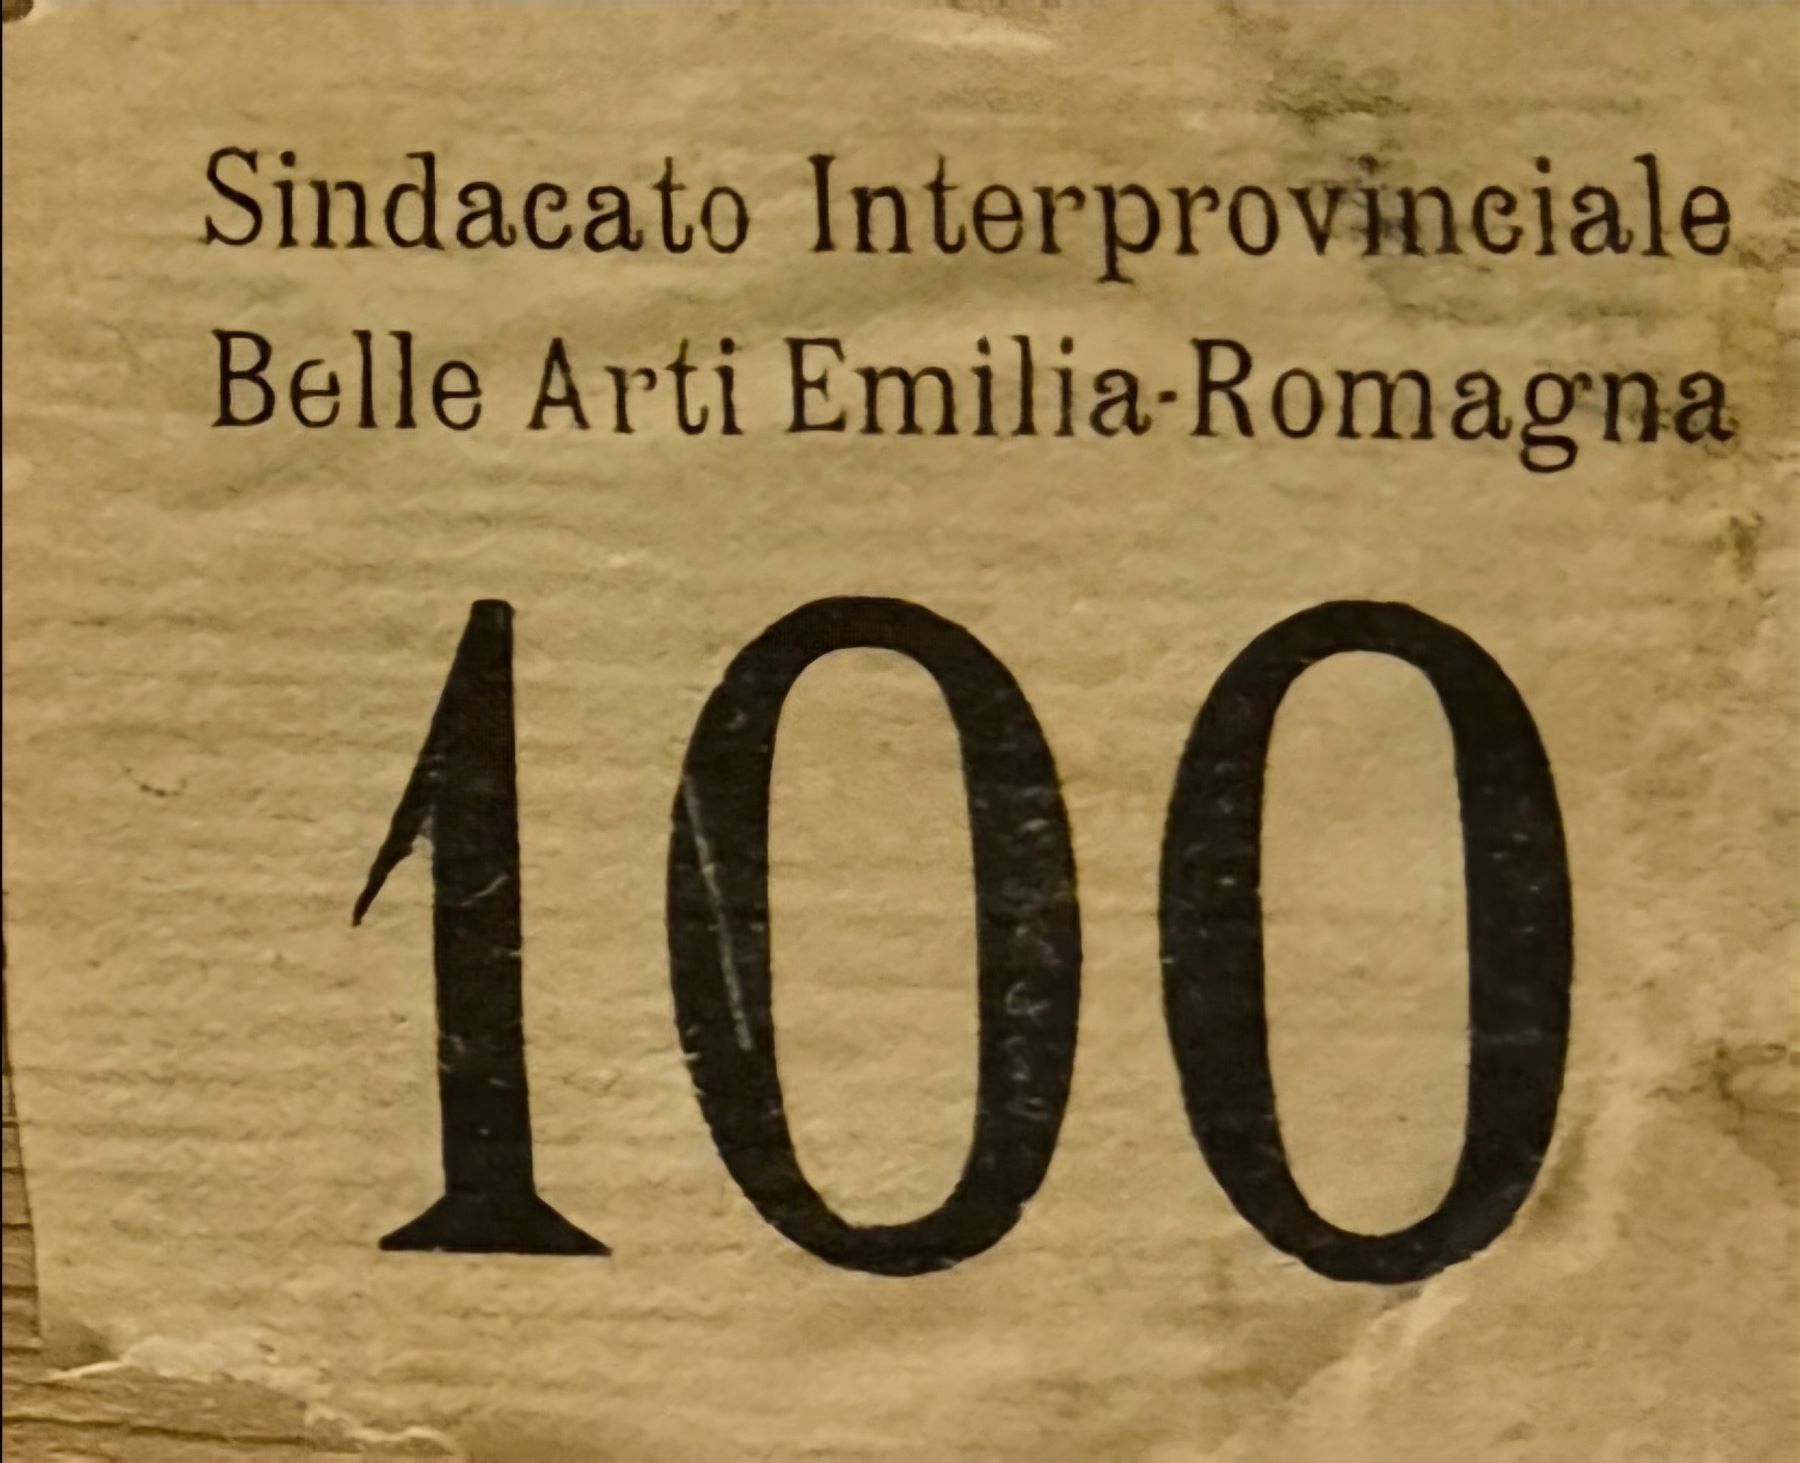 Sindacato Interprovinciale
Belle Arti Emilia-Romagna
100